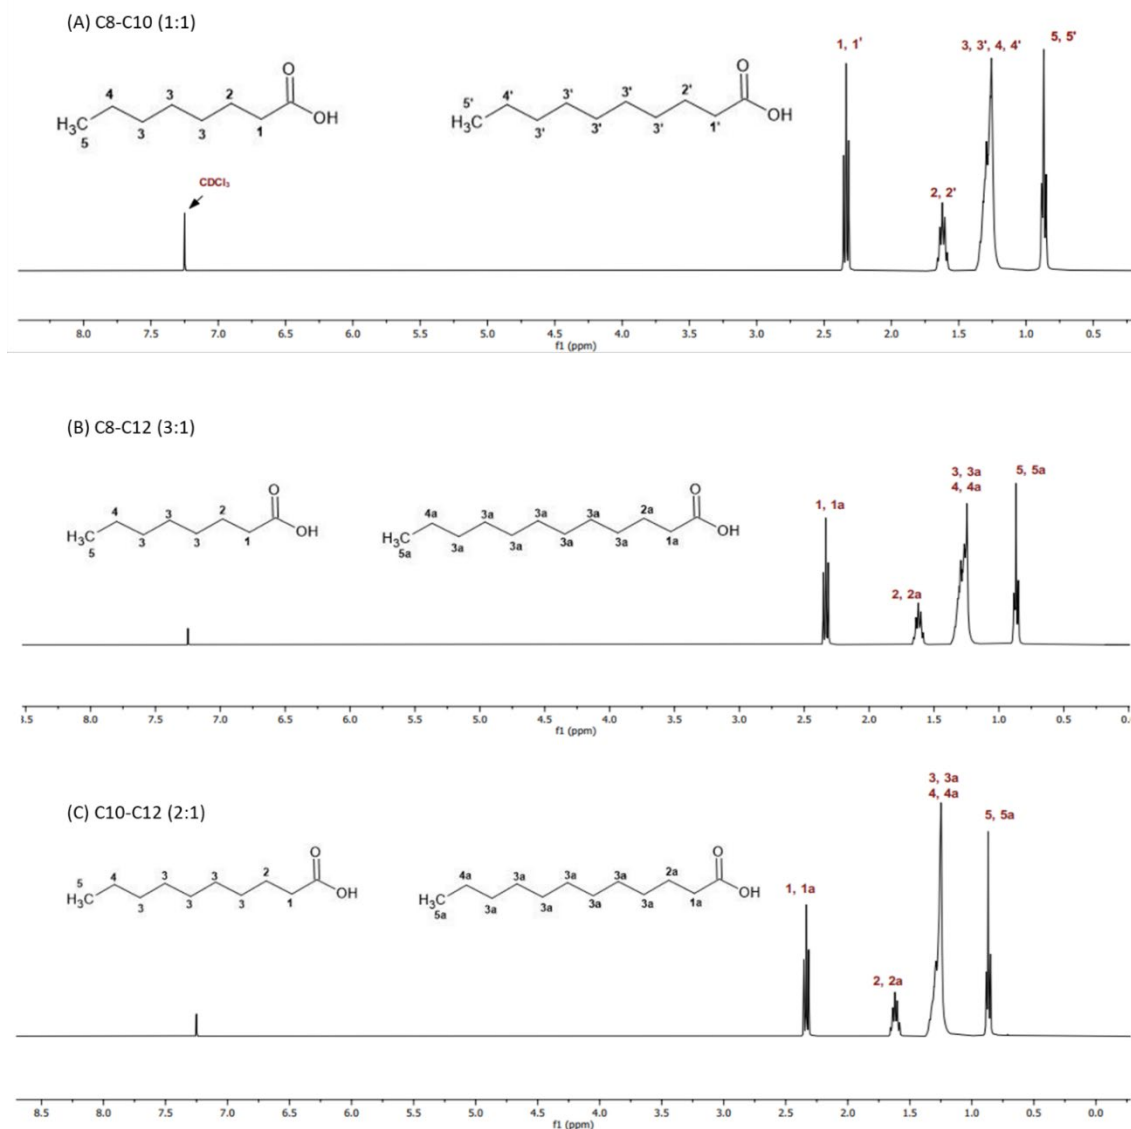 (A) C8-C10 (1:1)
1, 1'
3, 3', 4, 4'
5, 5'
O
OH
H3C
5
4
3
3
3
2
1
O
OH
H3C
5'
4'
3'
3'
3'
3'
3'
2'
1'
CDCl3
2, 2'
8.0 7.5 7.0 6.5 6.0 5.5 5.0 4.5 4.0 3.5 3.0 2.5 2.0 1.5 1.0 0.5
f1 (ppm)
(B) C8-C12 (3:1)
3, 3a
4, 4a
5, 5a
1, 1a
2, 2a
O
OH
H3C
5
4
3
3
3
2
1
O
OH
H3C
5a
4a
3a
3a
3a
3a
3a
3a
3a
2a
1a
8.0 7.5 7.0 6.5 6.0 5.5 5.0 4.5 4.0 3.5 3.0 2.5 2.0 1.5 1.0 0.5
f1 (ppm)
(C) C10-C12 (2:1)
3, 3a
4, 4a
5, 5a
1, 1a
2, 2a
O
OH
H3C
5
4
3
3
3
3
3
2
1
O
OH
H3C
5a
4a
3a
3a
3a
3a
3a
3a
3a
2a
1a
8.5 8.0 7.5 7.0 6.5 6.0 5.5 5.0 4.5 4.0 3.5 3.0 2.5 2.0 1.5 1.0 0.5 0.0
f1 (ppm)